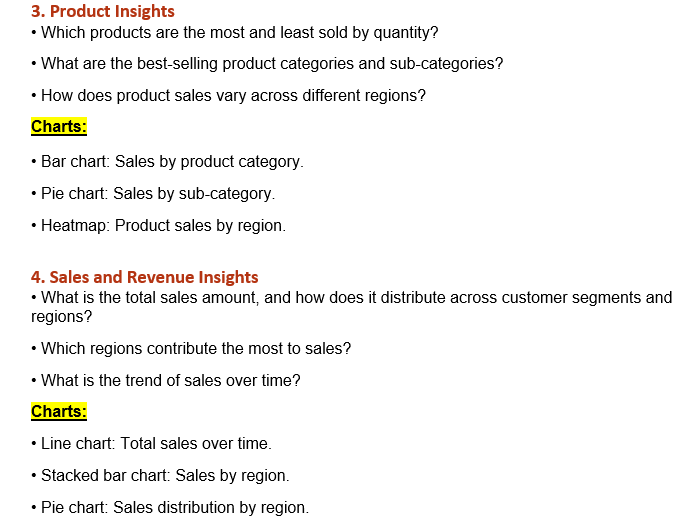 3. Product Insights
• Which products are the most and least sold by quantity?
• What are the best-selling product categories and sub-categories?
• How does product sales vary across different regions?
Charts:
• Bar chart: Sales by product category.
• Pie chart: Sales by sub-category.
• Heatmap: Product sales by region.
4. Sales and Revenue Insights
• What is the total sales amount, and how does it distribute across customer segments and
regions?
• Which regions contribute the most to sales?
• What is the trend of sales over time?
Charts:
• Line chart: Total sales over time.
• Stacked bar chart: Sales by region.
• Pie chart: Sales distribution by region.